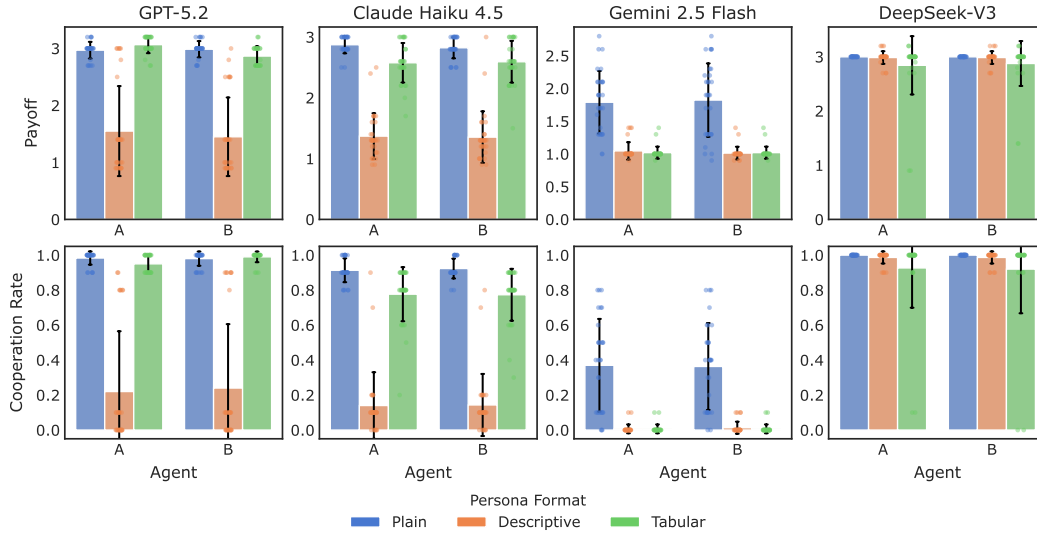 GPT-5.2
Claude Haiku 4.5
Gemini 2.5 Flash
DeepSeek-V3
Payoff
3
2
1
0
A
B
3
2
1
0
A
B
2.5
2.0
1.5
1.0
0.5
0.0
A
B
3
2
1
0
A
B
Cooperation Rate
1.0
0.8
0.6
0.4
0.2
0.0
A
B
Agent
1.0
0.8
0.6
0.4
0.2
0.0
A
B
Agent
1.0
0.8
0.6
0.4
0.2
0.0
A
B
Agent
1.0
0.8
0.6
0.4
0.2
0.0
A
B
Agent
Persona Format
Plain
Descriptive
Tabular